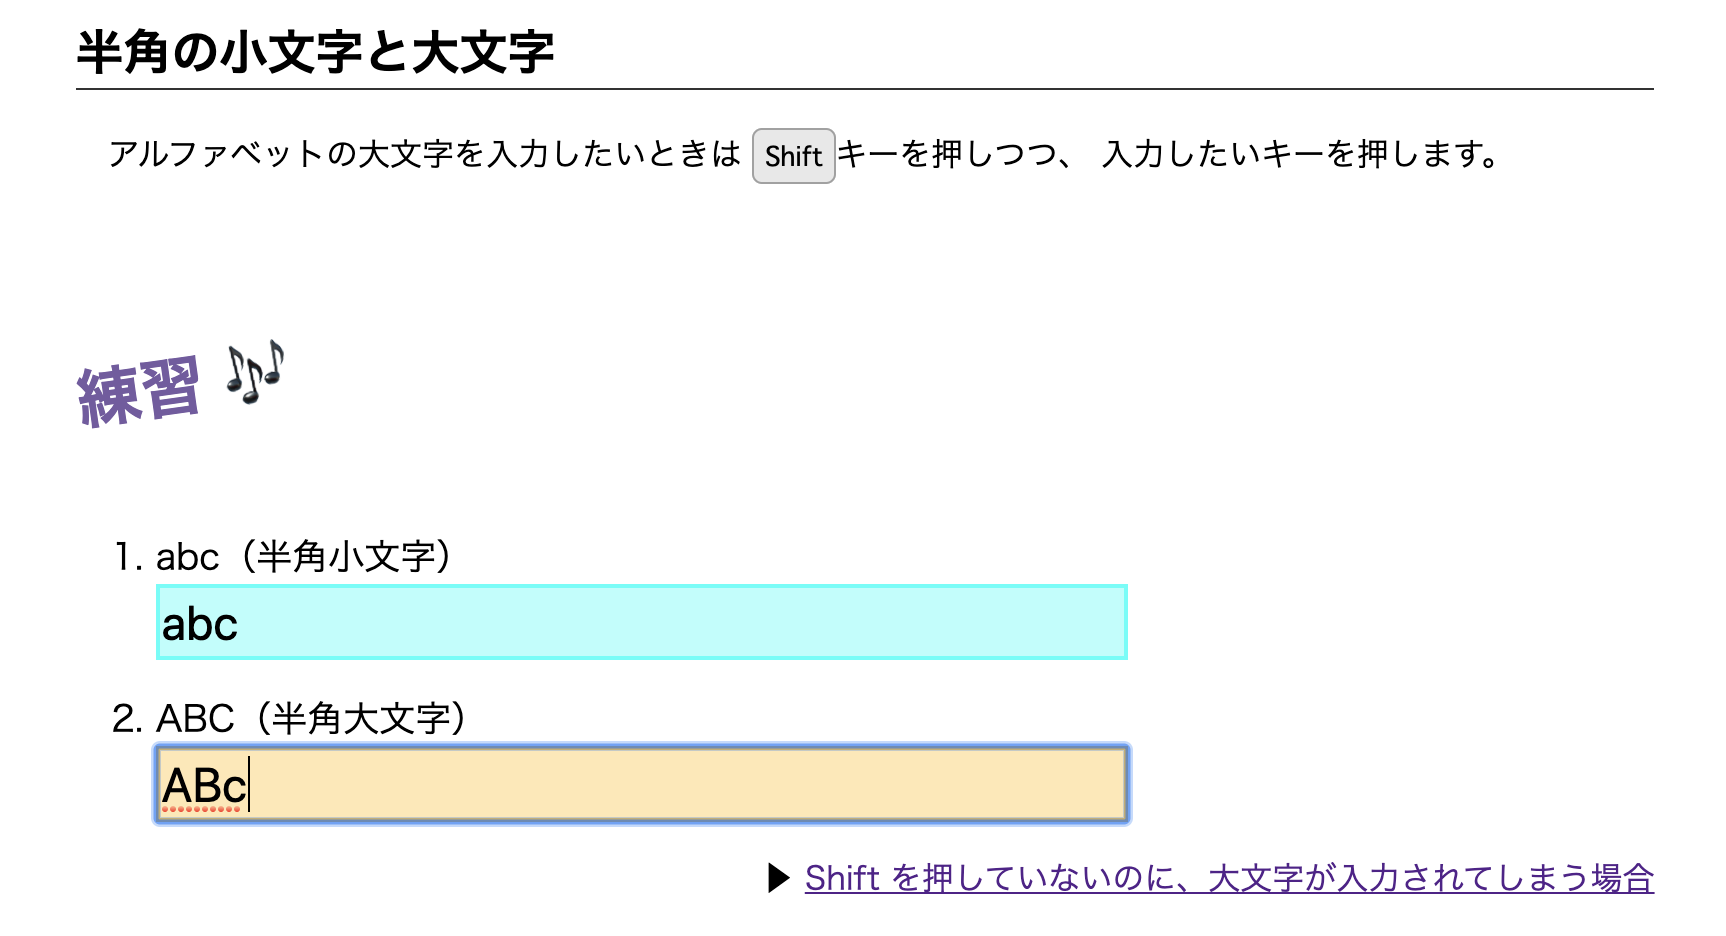 半角の小文字と大文字
アルファベットの大文字を入力したいときは Shift キーを押しつつ、 入力したいキーを押します。
練習
1. abc（半角小文字）
abc
2. ABC（半角大文字）
ABc
▶ Shift を押していないのに、大文字が入力されてしまう場合